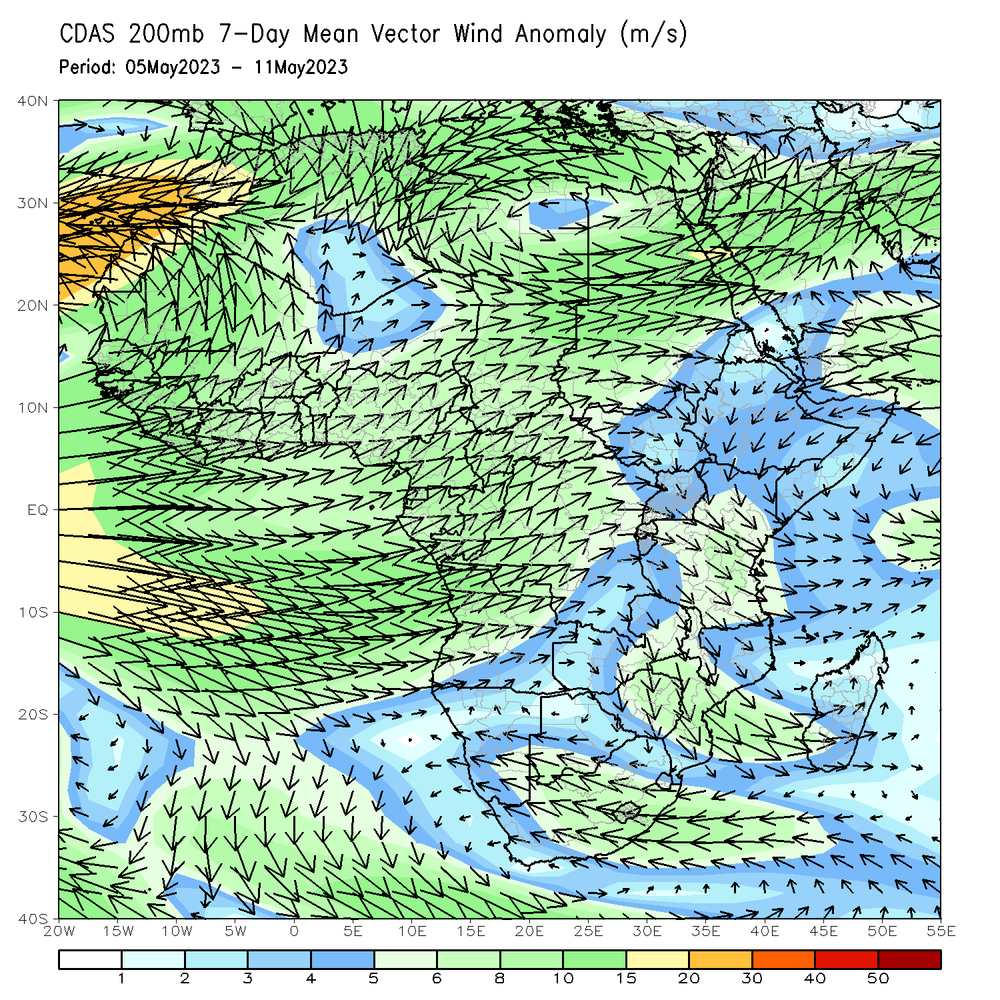 CDAS 200mb 7-Day Mean Vector Wind Anomaly (m/s)
Period: 05May2023 - 11May2023
40N
30N
20N
10N
EQ
10S
20S
30S
40S
20W 15W 10W 5W 0 5E 10E 15E 20E 25E 30E 35E 40E 45E 50E 55E
1 2 3 4 5 6 8 10 15 20 30 40 50